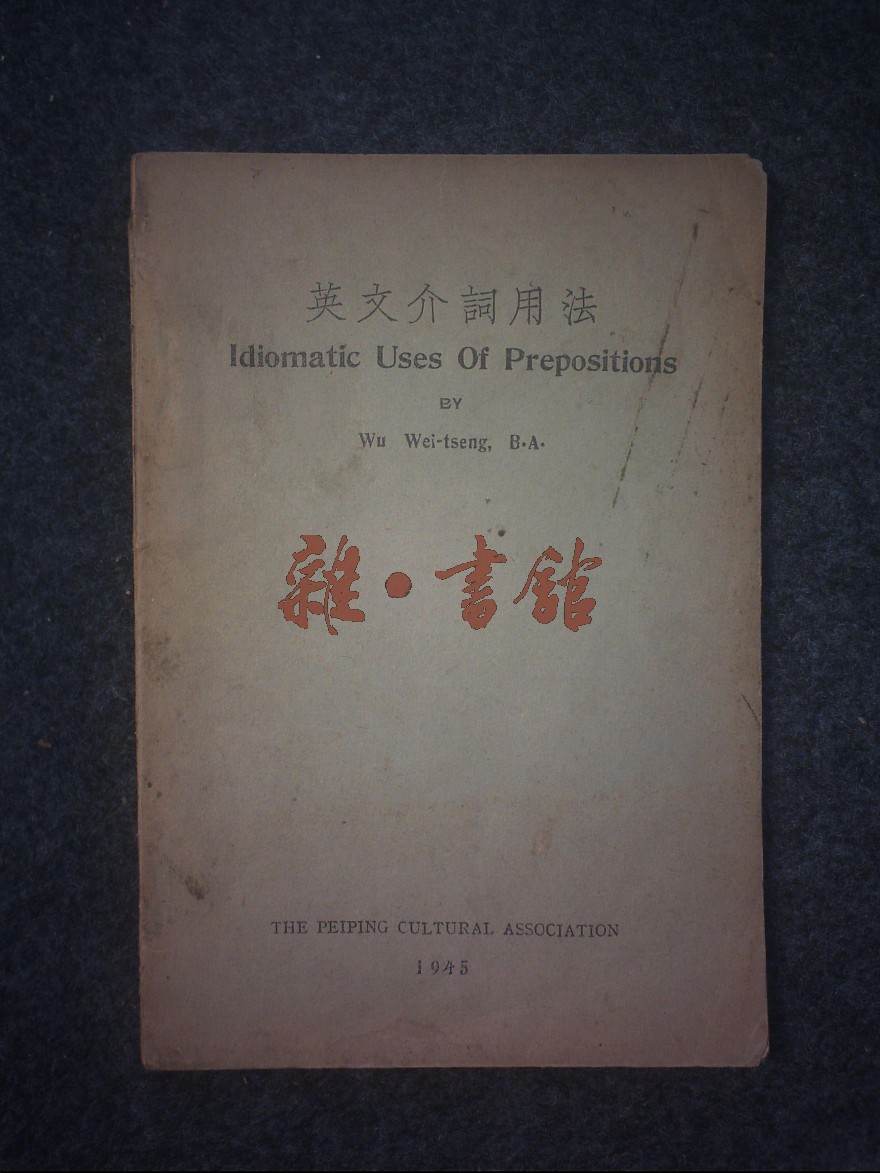 英文介詞用法
Idiomatic Uses Of Prepositions
BY
Wu Wei-tseng, B.A.
雜·書館
THE PEIPING CULTURAL ASSOCIATION
1945